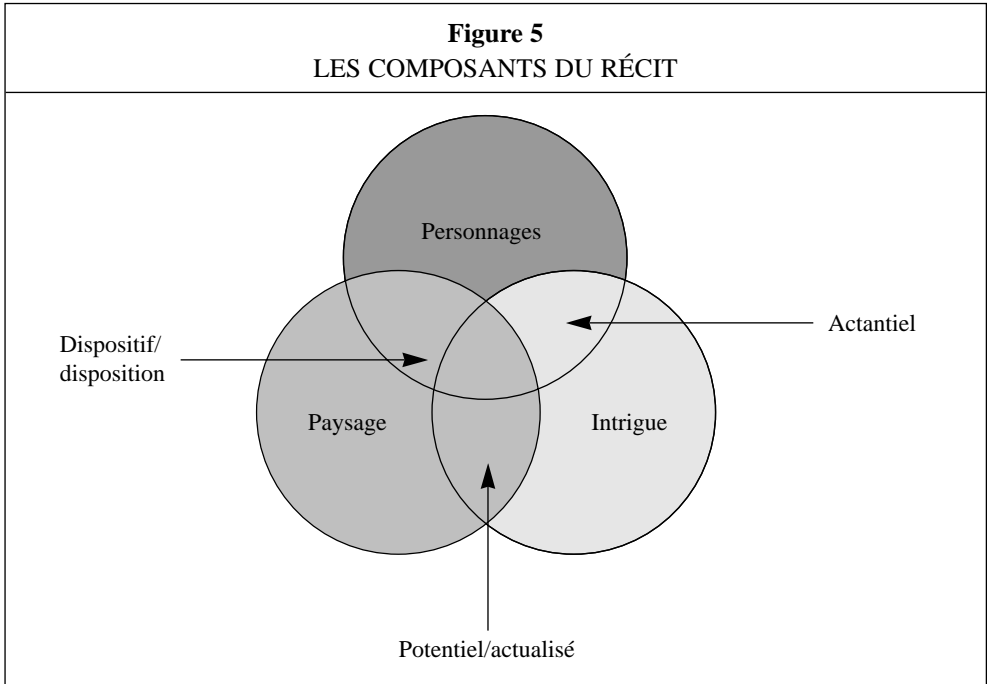 Figure 5
LES COMPOSANTS DU RÉCIT
Personnages
Actantiel
Dispositif/
disposition
Paysage
Intrigue
Potentiel/actualisé